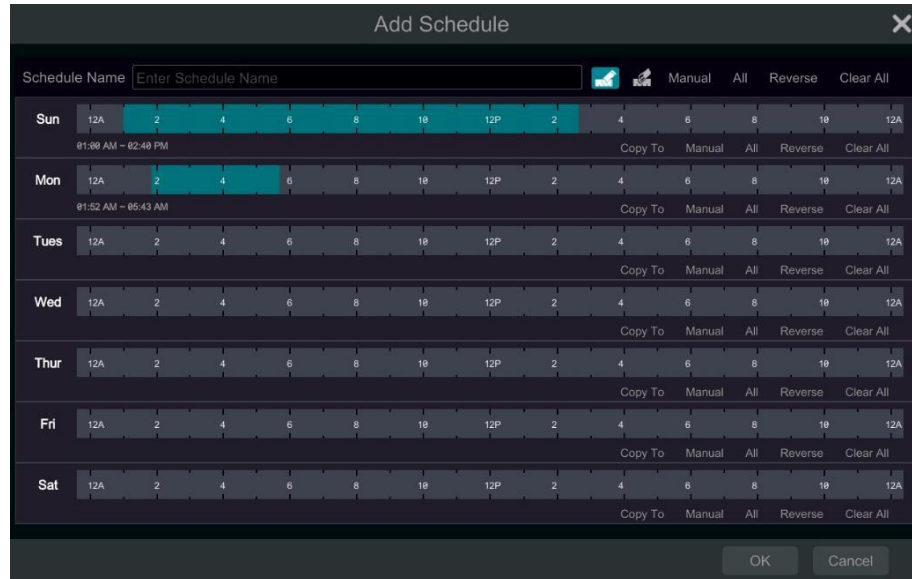 Add Schedule
Schedule Name Enter Schedule Name Manual All Reverse Clear All
Sun 12A 2 4 6 8 10 12P 2 4 6 8 10 12A
01:00 AM ~ 02:40 PM Copy To Manual All Reverse Clear All
Mon 12A 2 4 6 8 10 12P 2 4 6 8 10 12A
01:52 AM ~ 05:43 AM Copy To Manual All Reverse Clear All
Tues 12A 2 4 6 8 10 12P 2 4 6 8 10 12A
Copy To Manual All Reverse Clear All
Wed 12A 2 4 6 8 10 12P 2 4 6 8 10 12A
Copy To Manual All Reverse Clear All
Thur 12A 2 4 6 8 10 12P 2 4 6 8 10 12A
Copy To Manual All Reverse Clear All
Fri 12A 2 4 6 8 10 12P 2 4 6 8 10 12A
Copy To Manual All Reverse Clear All
Sat 12A 2 4 6 8 10 12P 2 4 6 8 10 12A
Copy To Manual All Reverse Clear All
OK Cancel